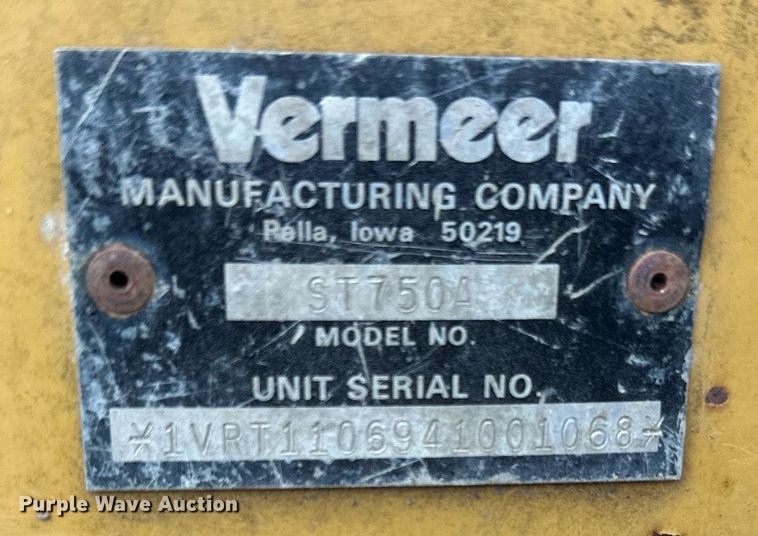 Vermeer
MANUFACTURING COMPANY
Pella, Iowa 50219
ST750A
MODEL NO.
UNIT SERIAL NO.
*1VRT11069410010​68*
Purple Wave Auction